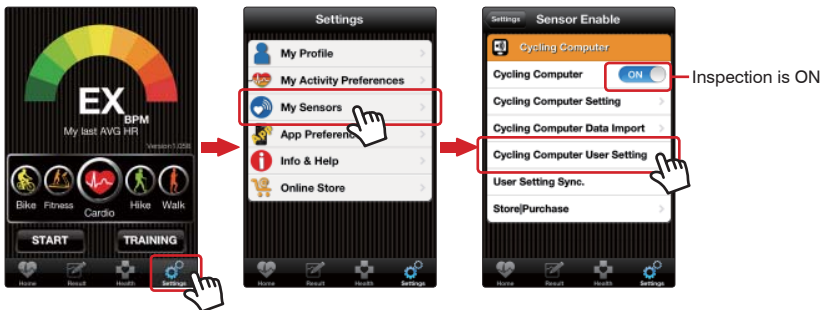 EX
BPM
My last AVG HR
Version1.058
Bike Fitness Cardio Hike Walk
START TRAINING
Home Result Health Settings
Settings
My Profile
My Activity Preferences
My Sensors
App Preferenc
Info & Help
Online Store
Home Result Health Settings
Settings Sensor Enable
Cycling Computer
Cycling Computer ON
Cycling Computer Setting
Cycling Computer Data Import
Cycling Computer User Setting
User Setting Sync.
Store|Purchase
Home Result Health Settings
Inspection is ON